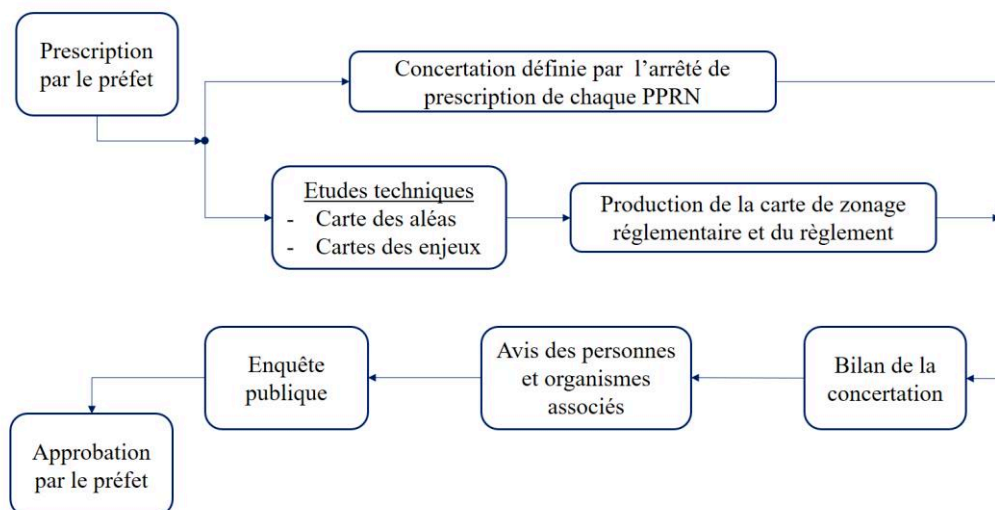 Prescription
par le préfet
Concertation définie par l’arrêté de
prescription de chaque PPRN
Etudes techniques
- Carte des aléas
- Cartes des enjeux
Production de la carte de zonage
réglementaire et du règlement
Bilan de la
concertation
Avis des personnes
et organismes
associés
Enquête
publique
Approbation
par le préfet